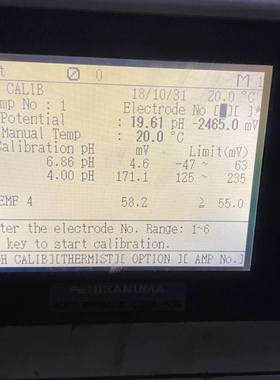 t 0 M 1
CALIB 18/10/31 20.0 °C
mp No : 1 Electrode No [ ][ ]*
Potential : 19.61 pH -2465.0 mV
Manual Temp : 20.0 °C
Calibration pH mV Limit(mV)
6.86 pH 4.6 -47 ~ 63
4.00 pH 171.1 125 ~ 235
EMF 4 58.2 ≧ 55.0
ter the electrode No. Range: 1~6
key to start calibration.
H CALIB][THERMIST][ OPTION ][ AMP No.]
HIRANUMA